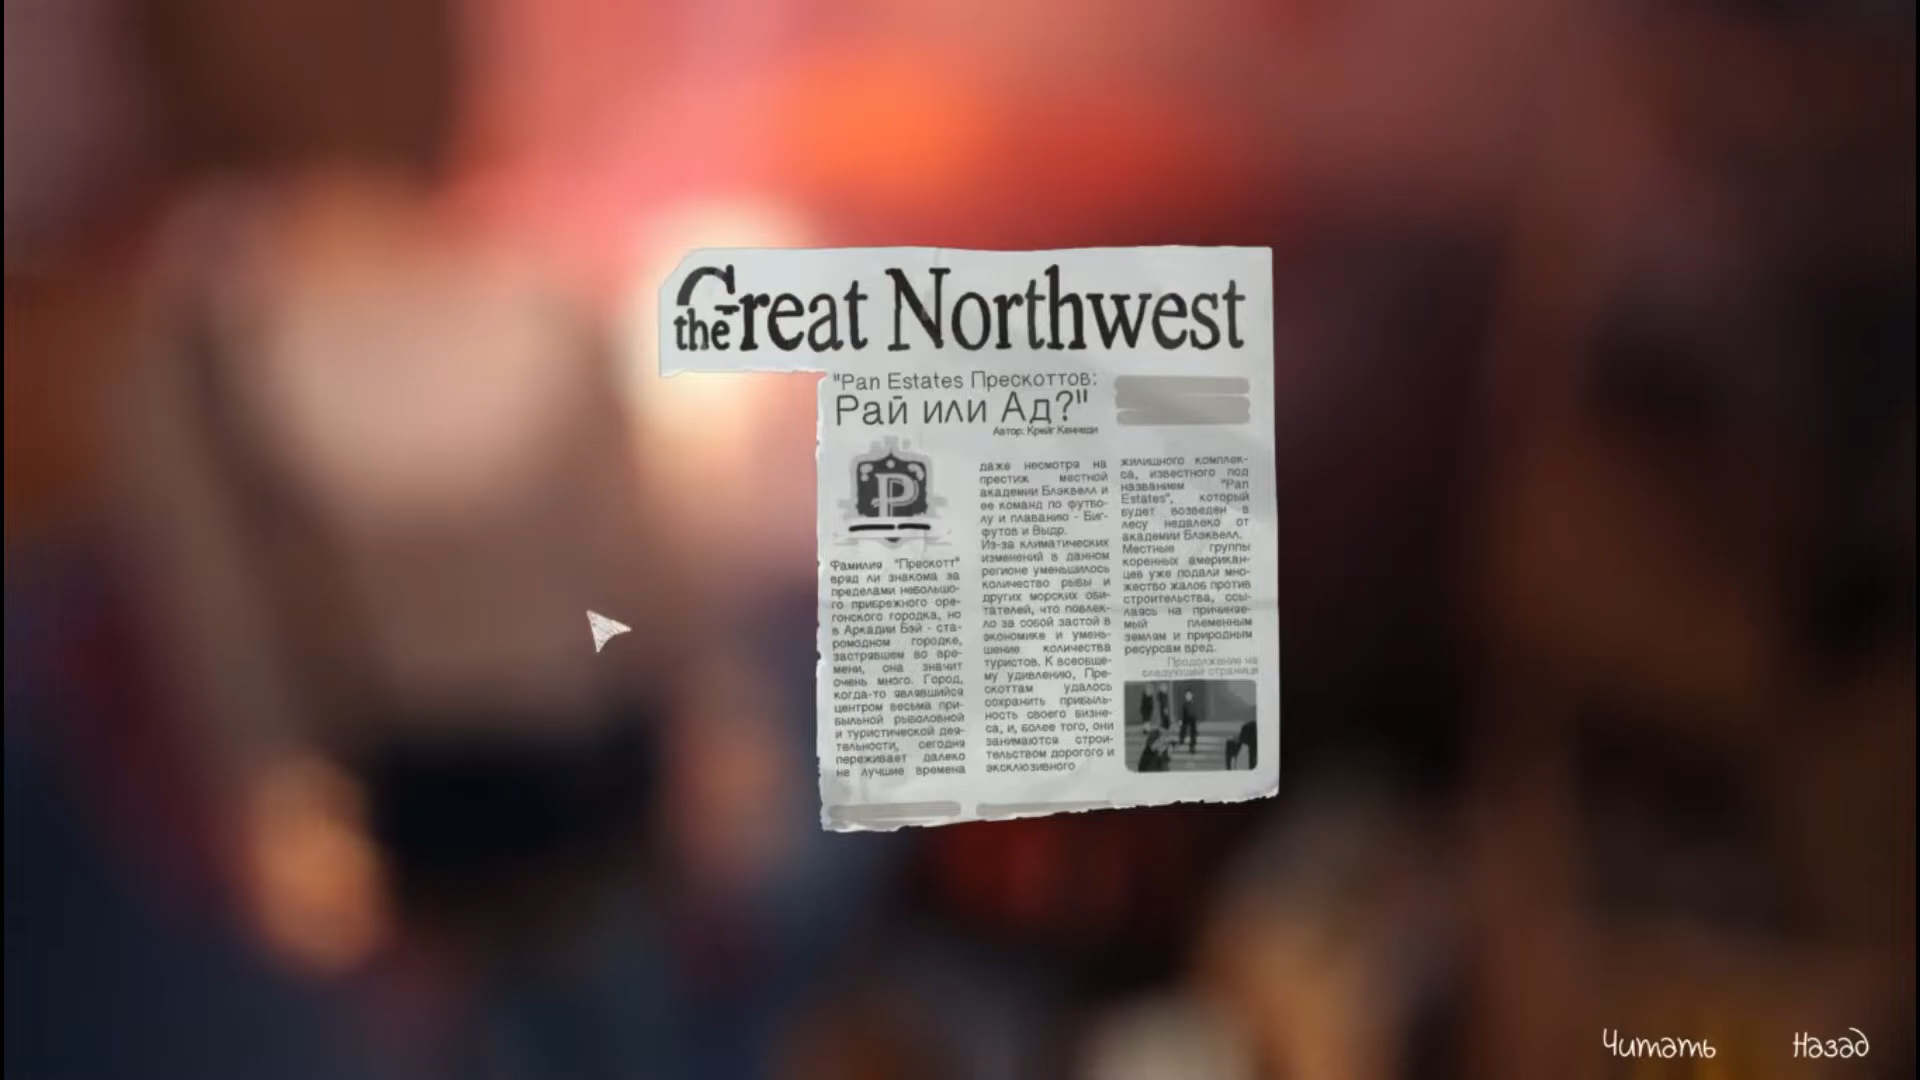 the Great Northwest
"Pan Estates Прескоттов:
Рай или Ад?"
Автор: Крейг Кеннеди
P
Фамилия "Прескотт"
вряд ли знакома за
пределами небольшо-
го прибрежного оре-
гонского городка, но
в Аркадии Бэй - ста-
ромодном городке,
застрявшем во вре-
мени, она значит
очень много. Город,
когда-то являвшийся
центром весьма при-
быльной рыболовной
и туристической дея-
тельности, сегодня
переживает далеко
не лучшие времена
даже несмотря на
престиж местной
академии Блэквелл и
ее команд по футбо-
лу и плаванию - Биг-
футов и Выдр.
Из-за климатических
изменений в данном
регионе уменьшилось
количество рыбы и
других морских оби-
тателей, что повлек-
ло за собой застой в
экономике и умень-
шение количества
туристов. К всеобще-
му удивлению, Пре-
скоттам удалось
сохранить прибыль-
ность своего бизне-
са, и, более того, они
занимаются строи-
тельством дорогого и
эксклюзивного
жилищного комплек-
са, известного под
названием "Pan
Estates", который
будет возведен в
лесу недалеко от
академии Блэквелл.
Местные группы
коренных американ-
цев уже подали мно-
жество жалоб против
строительства, ссы-
лаясь на причиняе-
мый племенным
землям и природным
ресурсам вред.
Продолжение на
следующей странице
Читать
Назад